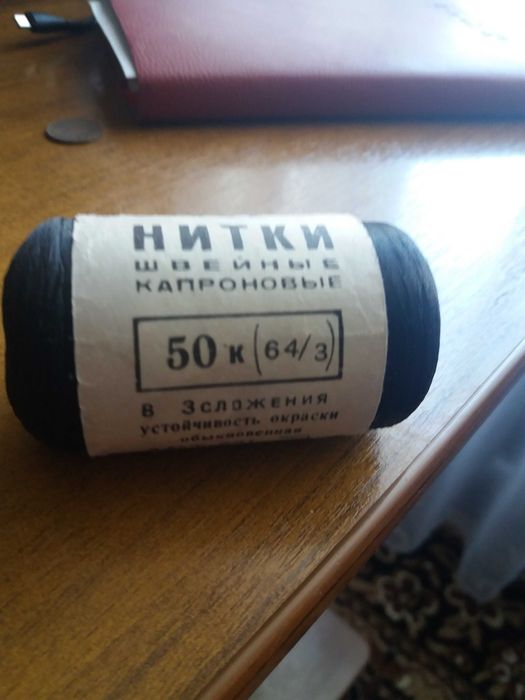 НИТКИ
ШВЕЙНЫЕ
КАПРОНОВЫЕ
50 к (64/3)
В 3СЛОЖЕНИЯ
устойчивость окраски
обыкновенная